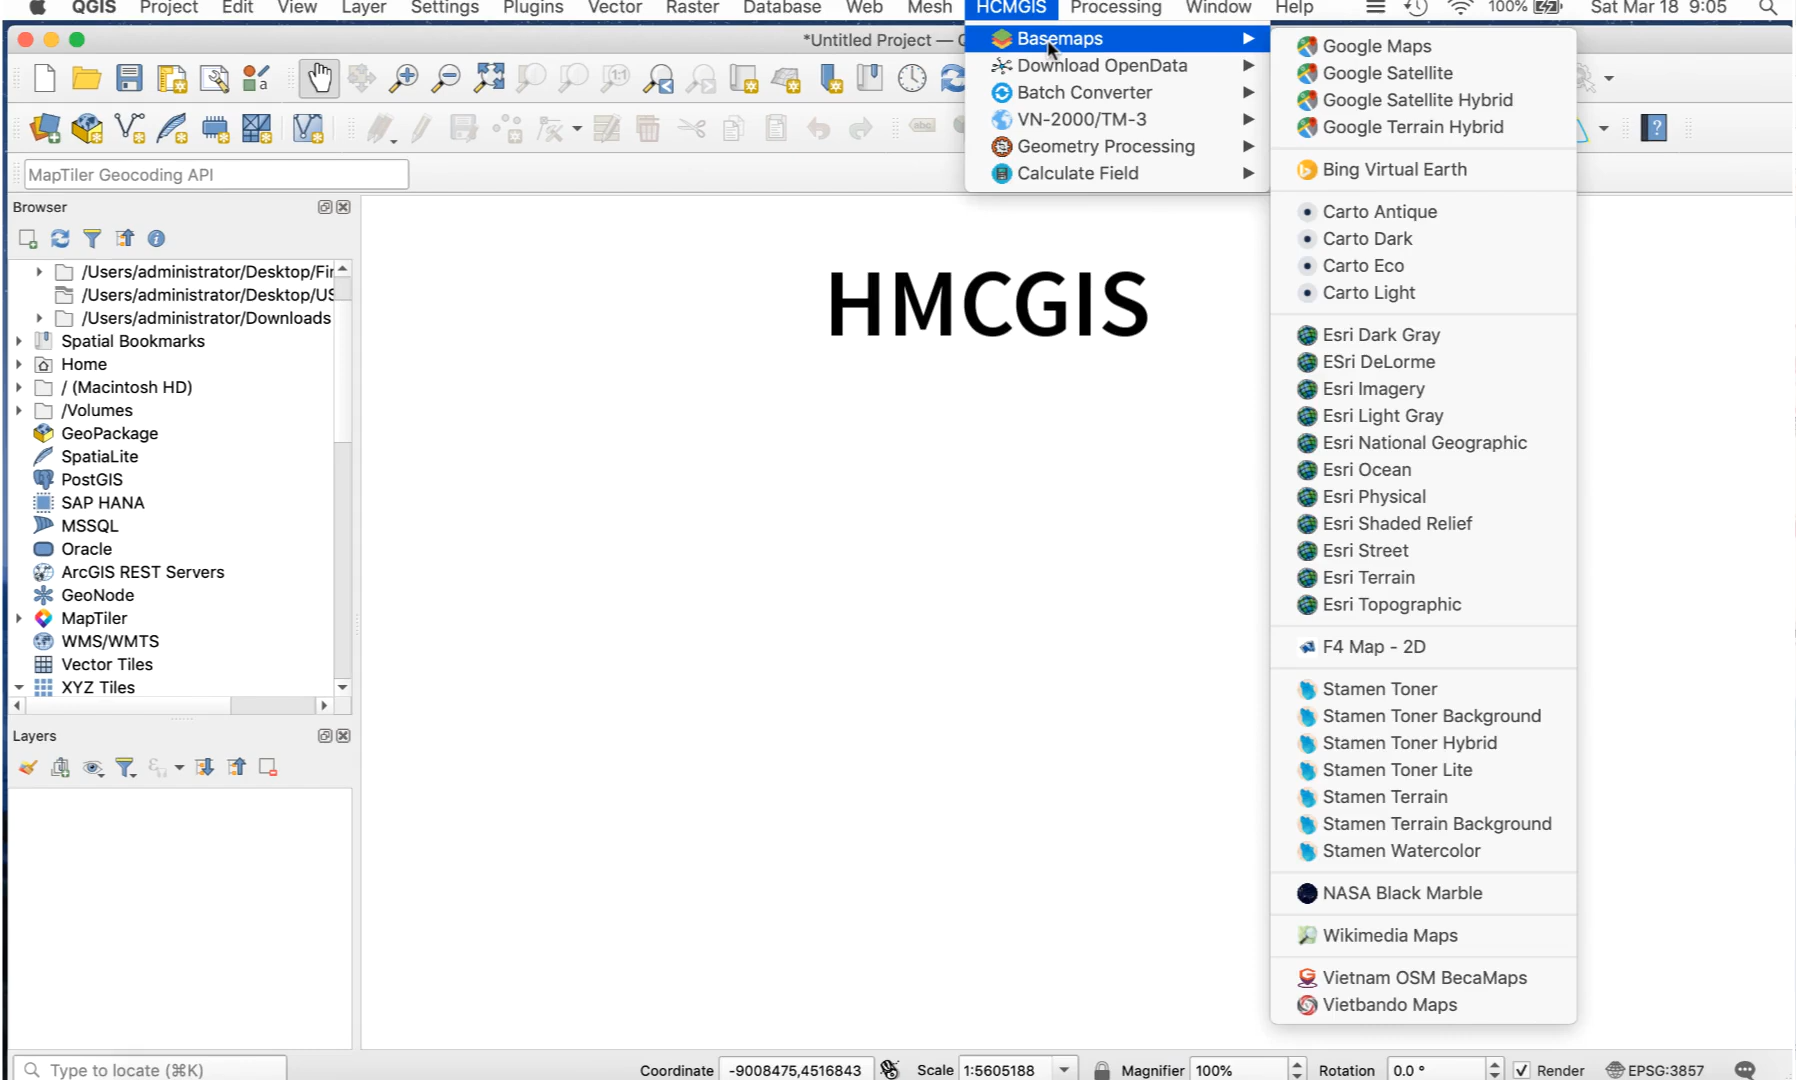 QGIS Project Edit View Layer Settings Plugins Vector Raster Database Web Mesh HCMGIS Processing Window Help 100% Sat Mar 18 9:05
*Untitled Project —
MapTiler Geocoding API
Browser
/Users/administrator/Desktop/Fir
/Users/administrator/Desktop/US
/Users/administrator/Downloads
Spatial Bookmarks
Home
/ (Macintosh HD)
/Volumes
GeoPackage
SpatiaLite
PostGIS
SAP HANA
MSSQL
Oracle
ArcGIS REST Servers
GeoNode
MapTiler
WMS/WMTS
Vector Tiles
XYZ Tiles
Layers
HMCGIS
Basemaps
Download OpenData
Batch Converter
VN-2000/TM-3
Geometry Processing
Calculate Field
Google Maps
Google Satellite
Google Satellite Hybrid
Google Terrain Hybrid
Bing Virtual Earth
Carto Antique
Carto Dark
Carto Eco
Carto Light
Esri Dark Gray
ESri DeLorme
Esri Imagery
Esri Light Gray
Esri National Geographic
Esri Ocean
Esri Physical
Esri Shaded Relief
Esri Street
Esri Terrain
Esri Topographic
F4 Map - 2D
Stamen Toner
Stamen Toner Background
Stamen Toner Hybrid
Stamen Toner Lite
Stamen Terrain
Stamen Terrain Background
Stamen Watercolor
NASA Black Marble
Wikimedia Maps
Vietnam OSM BecaMaps
Vietbando Maps
Type to locate (⌘K) Coordinate -9008475,4516843 Scale 1:5605188 Magnifier 100% Rotation 0.0 ° Render EPSG:3857